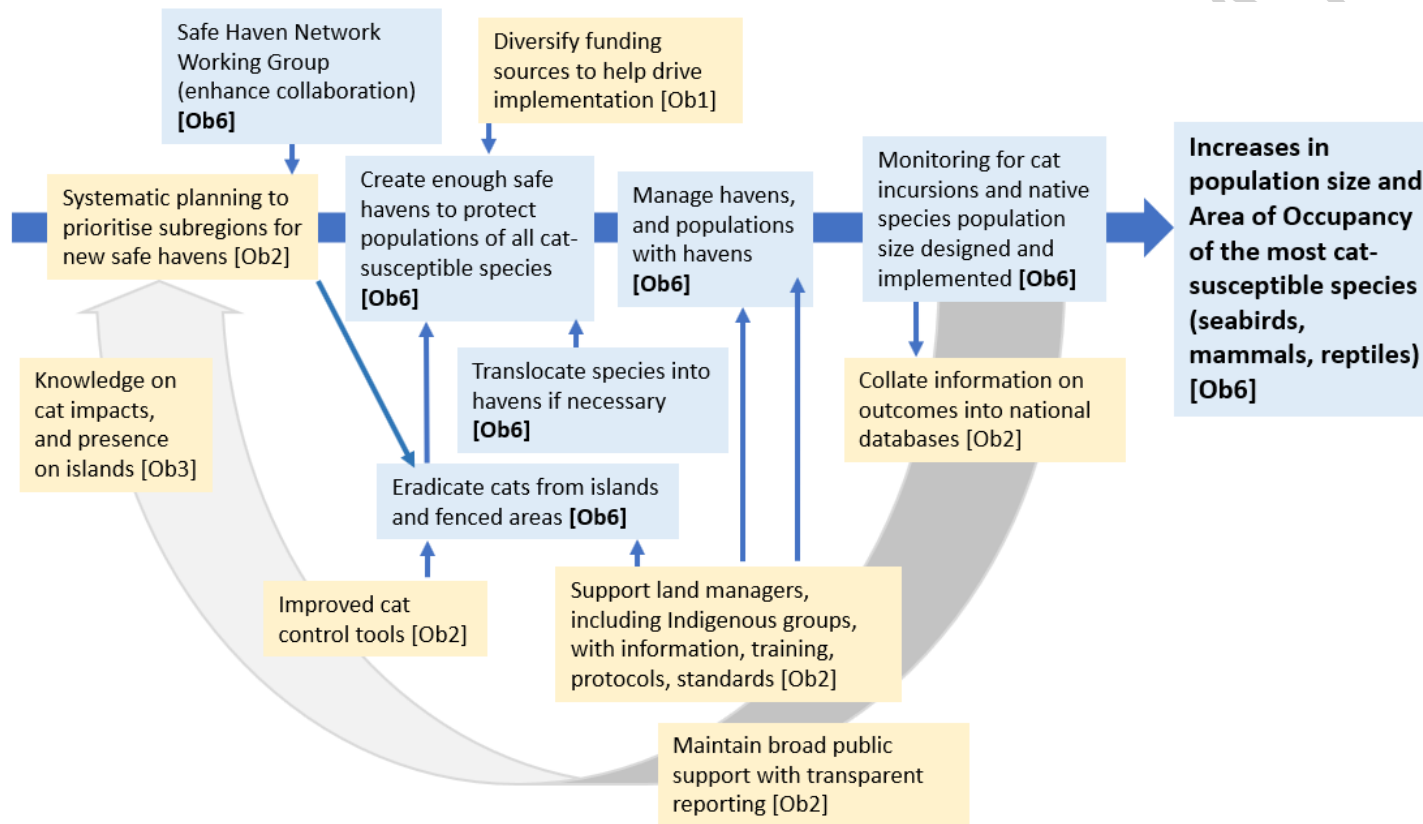 Safe Haven Network
Working Group
(enhance collaboration)
[Ob6]
Diversify funding
sources to help drive
implementation [Ob1]
Systematic planning to
prioritise subregions for
new safe havens [Ob2]
Create enough safe
havens to protect
populations of all cat-
susceptible species
[Ob6]
Manage havens,
and populations
with havens
[Ob6]
Monitoring for cat
incursions and native
species population
size designed and
implemented [Ob6]
Increases in
population size and
Area of Occupancy
of the most cat-
susceptible species
(seabirds,
mammals, reptiles)
[Ob6]
Knowledge on
cat impacts,
and presence
on islands [Ob3]
Translocate species into
havens if necessary
[Ob6]
Collate information on
outcomes into national
databases [Ob2]
Eradicate cats from islands
and fenced areas [Ob6]
Improved cat
control tools [Ob2]
Support land managers,
including Indigenous groups,
with information, training,
protocols, standards [Ob2]
Maintain broad public
support with transparent
reporting [Ob2]